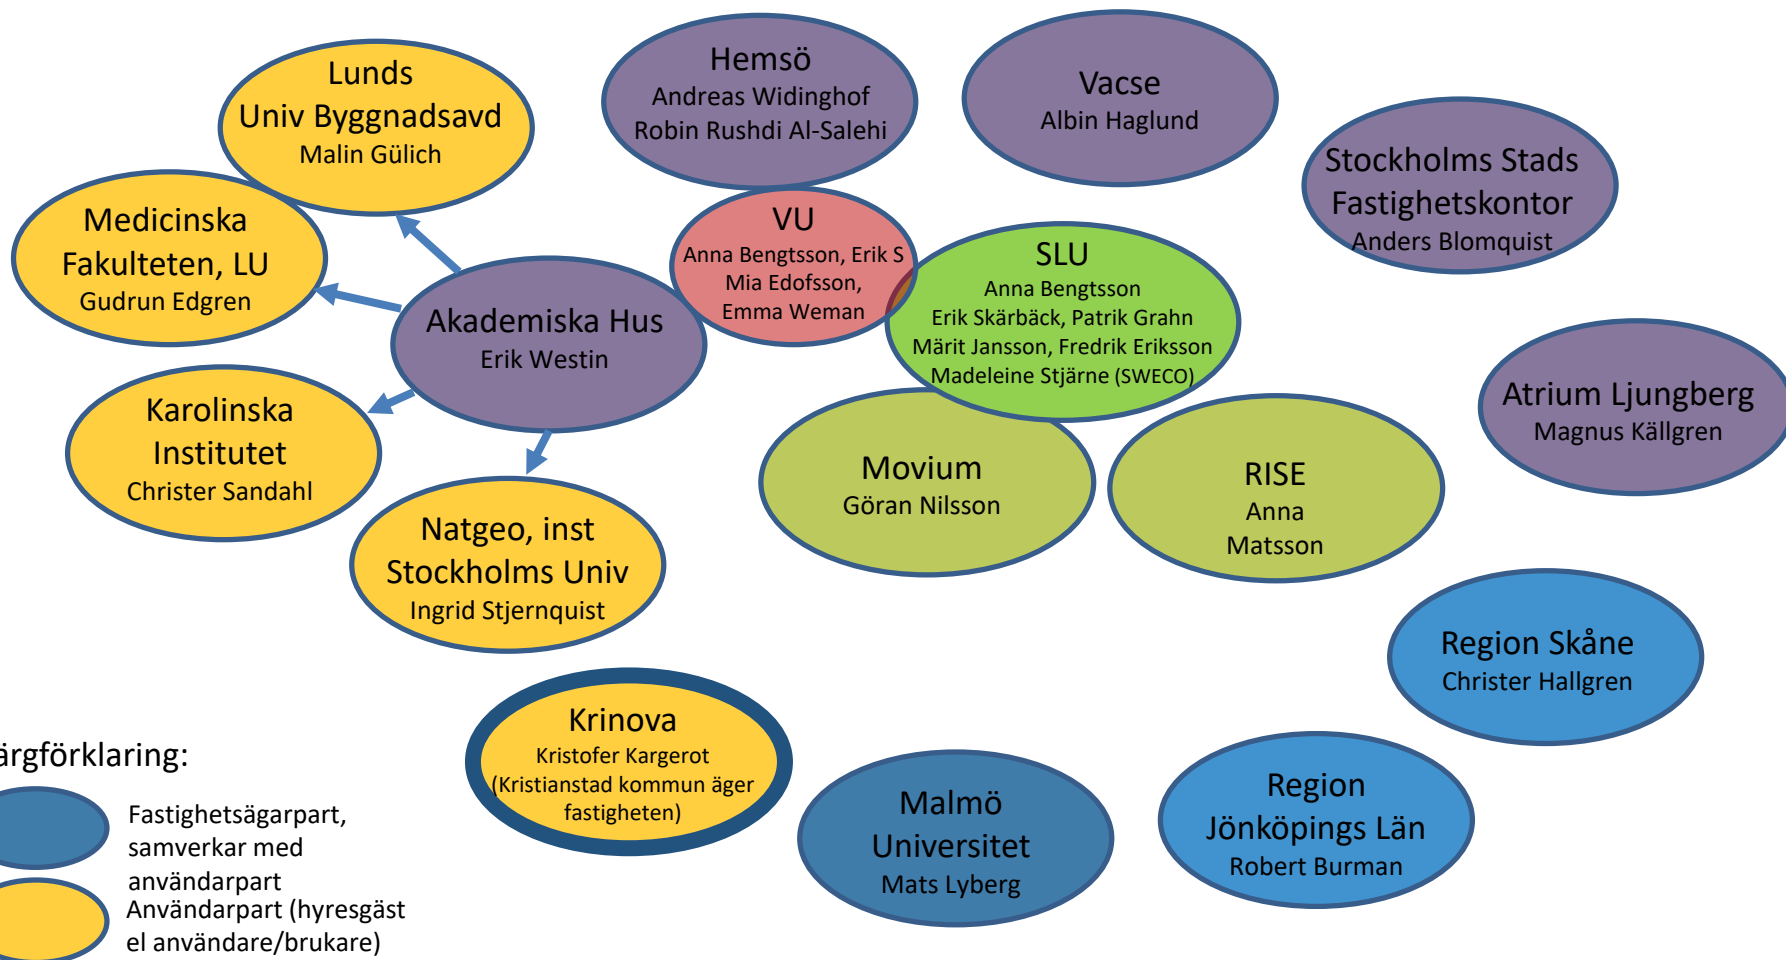 Lunds
Univ Byggnadsavd
Malin Gülich
Hemsö
Andreas Widinghof
Robin Rushdi Al-Salehi
Vacse
Albin Haglund
Stockholms Stads
Fastighetskontor
Anders Blomquist
Medicinska
Fakulteten, LU
Gudrun Edgren
VU
Anna Bengtsson, Erik S
Mia Edofsson,
Emma Weman
SLU
Anna Bengtsson
Erik Skärbäck, Patrik Grahn
Märit Jansson, Fredrik Eriksson
Madeleine Stjärne (SWECO)
Akademiska Hus
Erik Westin
Atrium Ljungberg
Magnus Källgren
Karolinska
Institutet
Christer Sandahl
Movium
Göran Nilsson
RISE
Anna
Matsson
Natgeo, inst
Stockholms Univ
Ingrid Stjernquist
Region Skåne
Christer Hallgren
Krinova
Kristofer Kargerot
(Kristianstad kommun äger
fastigheten)
Malmö
Universitet
Mats Lyberg
Region
Jönköpings Län
Robert Burman
ärgförklaring:
Fastighetsägarpart,
samverkar med
användarpart
Användarpart (hyresgäst
el användare/brukare)